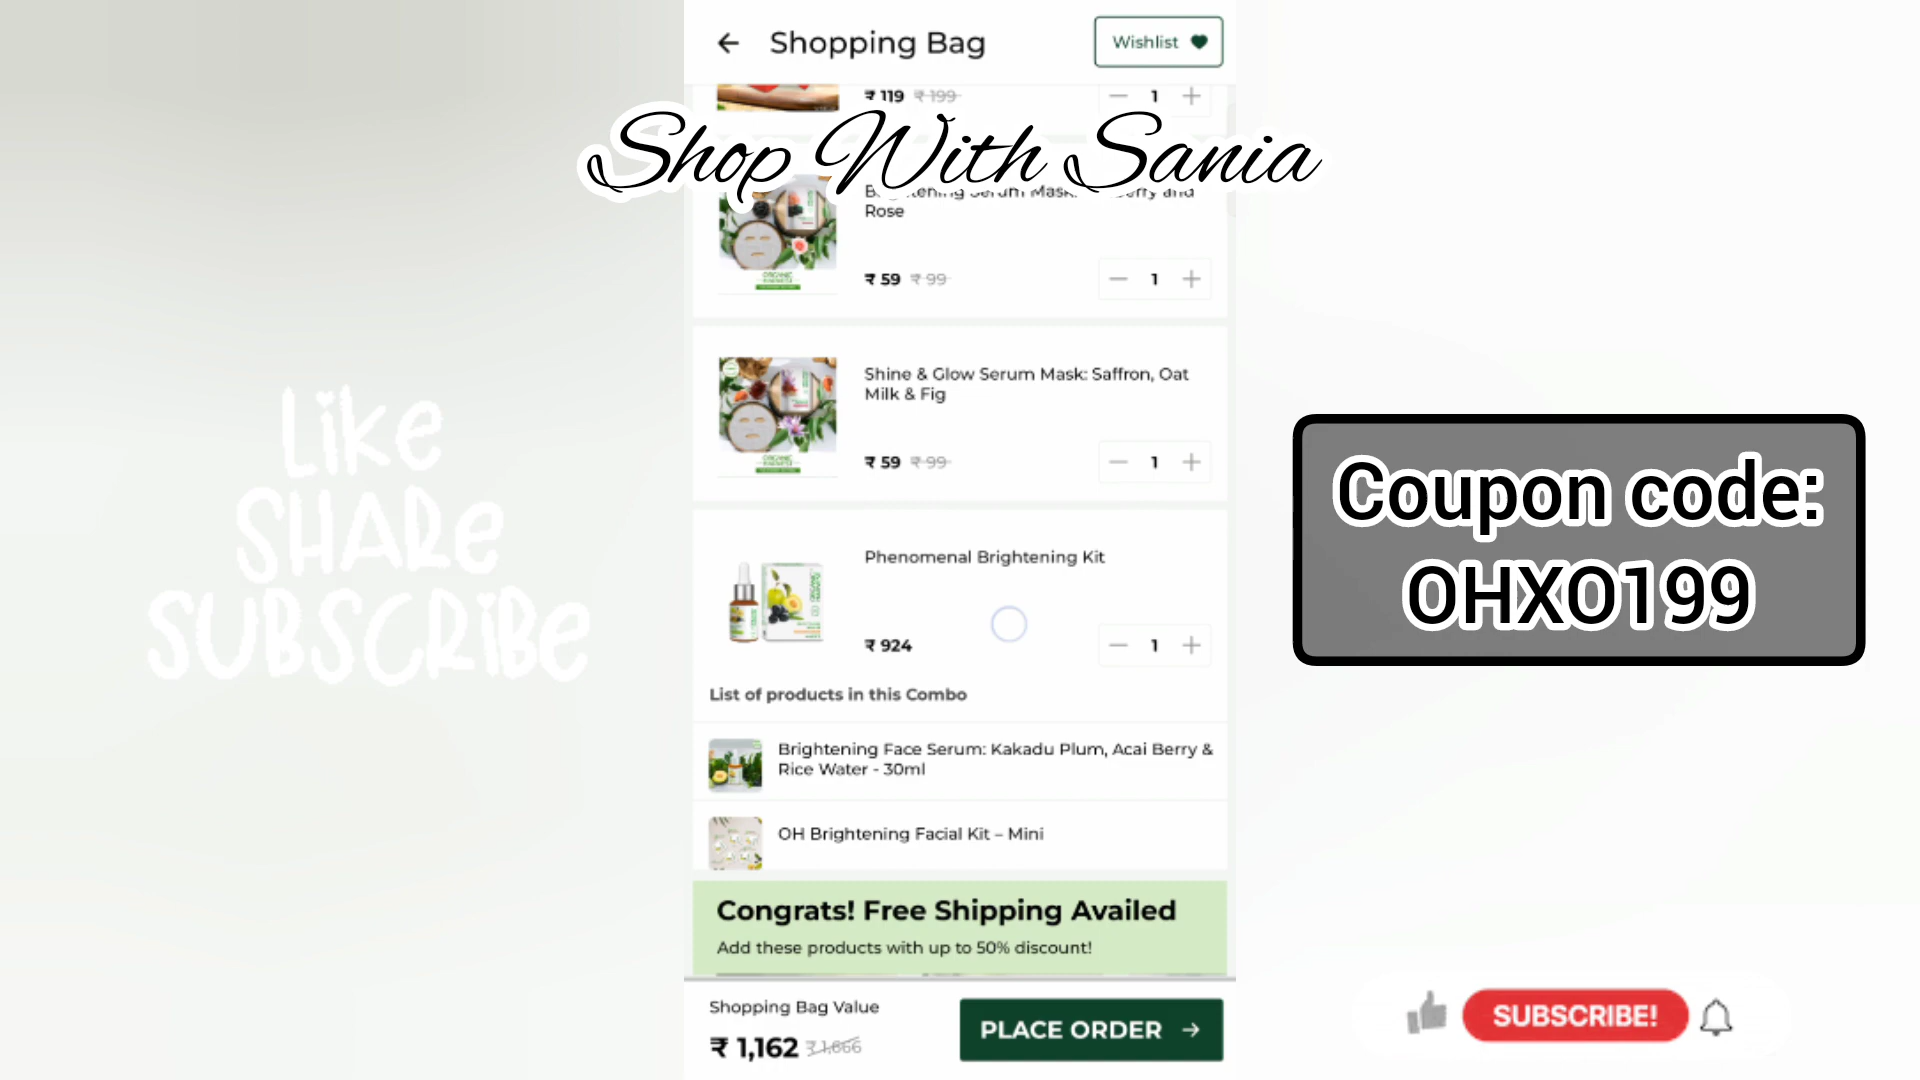 Shopping Bag
Wishlist
₹ 119 ₹ 199
1
Shop With Sania
Serum Mask:
Rose
₹ 59 ₹ 99
1
Shine & Glow Serum Mask: Saffron, Oat
Milk & Fig
₹ 59 ₹ 99
1
Phenomenal Brightening Kit
₹ 924
1
List of products in this Combo
Brightening Face Serum: Kakadu Plum, Acai Berry &
Rice Water - 30ml
OH Brightening Facial Kit – Mini
Congrats! Free Shipping Availed
Add these products with up to 50% discount!
Shopping Bag Value
₹ 1,162 ₹ 1,666
PLACE ORDER
LIKE
SHARE
SUBSCRIBE
Coupon code:
OHXO199
SUBSCRIBE!